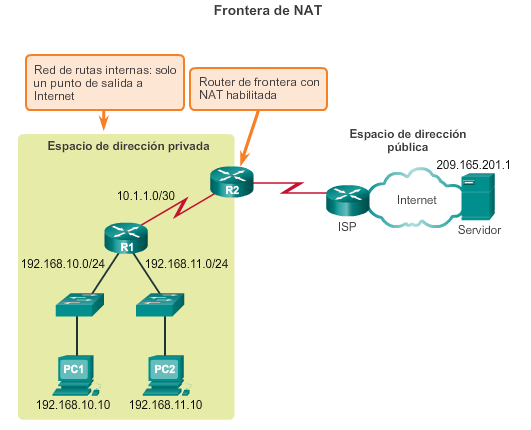 Frontera de NAT
Red de rutas internas: solo
un punto de salida a
Internet
Router de frontera con
NAT habilitada
Espacio de dirección privada
Espacio de dirección
pública
209.165.201.1
R2
10.1.1.0/30
Internet
ISP
Servidor
R1
192.168.10.0/24
192.168.11.0/24
PC1
PC2
192.168.10.10
192.168.11.10